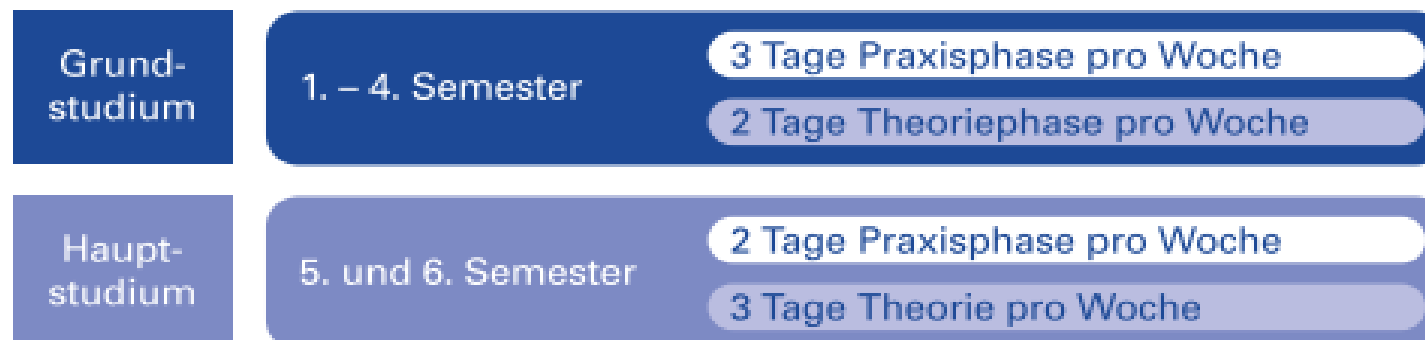 Grund-
studium
1. – 4. Semester
3 Tage Praxisphase pro Woche
2 Tage Theoriephase pro Woche
Haupt-
studium
5. und 6. Semester
2 Tage Praxisphase pro Woche
3 Tage Theorie pro Woche